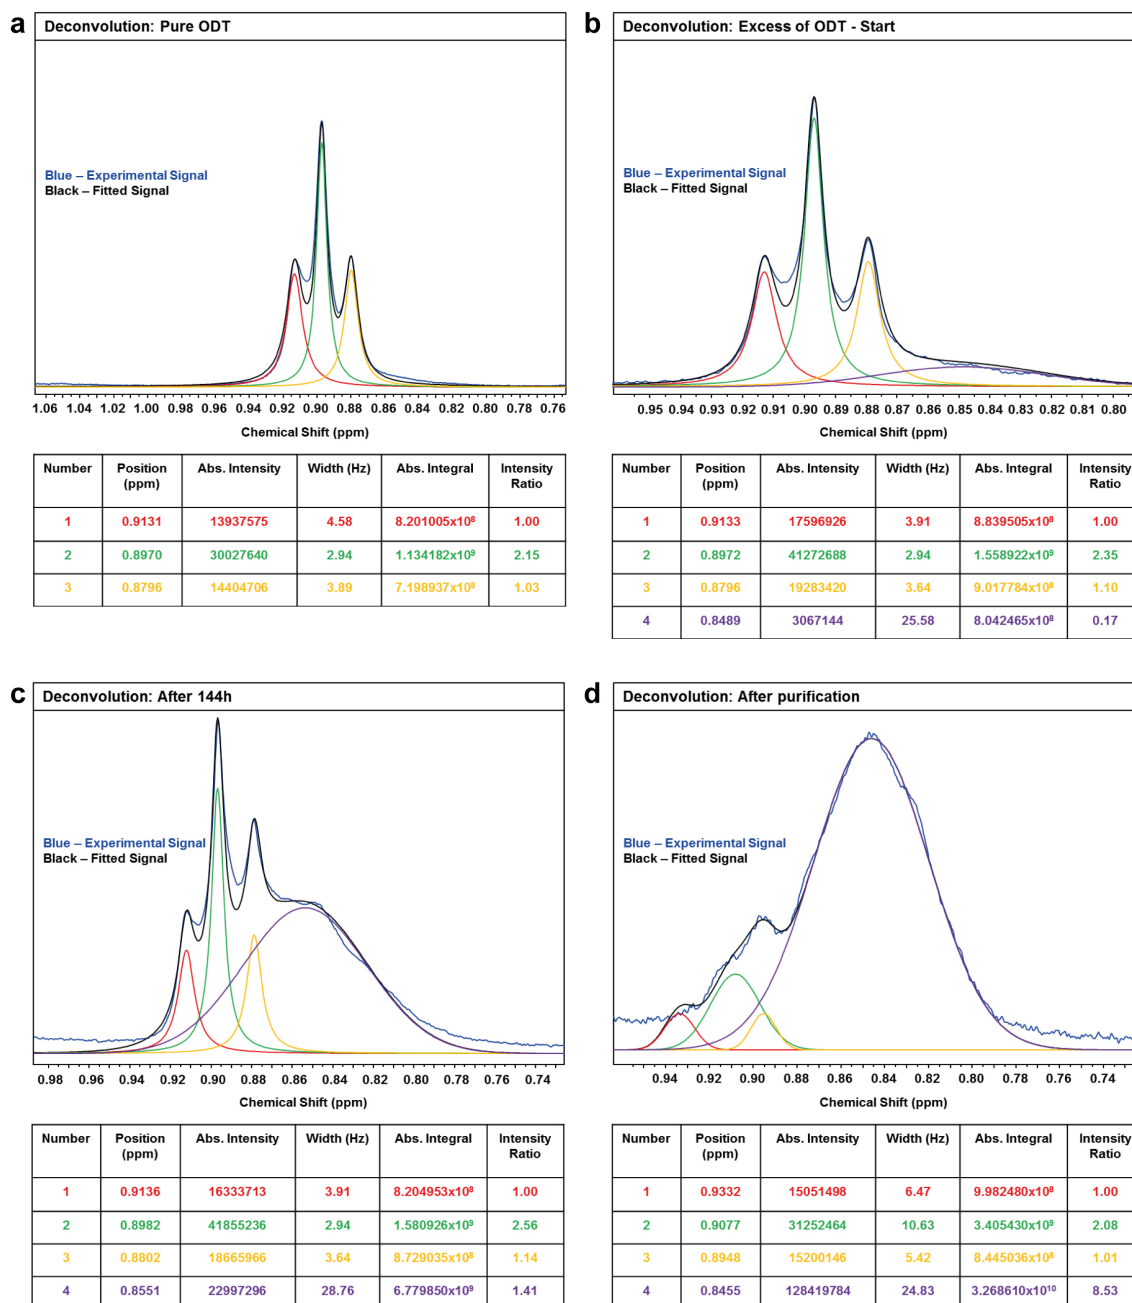 a
Deconvolution: Pure ODT
Blue – Experimental Signal
Black – Fitted Signal
1.06 1.04 1.02 1.00 0.98 0.96 0.94 0.92 0.90 0.88 0.86 0.84 0.82 0.80 0.78 0.76
Chemical Shift (ppm)
Number Position (ppm) Abs. Intensity Width (Hz) Abs. Integral Intensity Ratio
1 0.9131 13937575 4.58 8.201005x10⁸ 1.00
2 0.8970 30027640 2.94 1.134182x10⁹ 2.15
3 0.8796 14404706 3.89 7.198937x10⁸ 1.03
b
Deconvolution: Excess of ODT - Start
Blue – Experimental Signal
Black – Fitted Signal
0.95 0.94 0.93 0.92 0.91 0.90 0.89 0.88 0.87 0.86 0.85 0.84 0.83 0.82 0.81 0.80
Chemical Shift (ppm)
Number Position (ppm) Abs. Intensity Width (Hz) Abs. Integral Intensity Ratio
1 0.9133 17596926 3.91 8.839505x10⁸ 1.00
2 0.8972 41272688 2.94 1.558922x10⁹ 2.35
3 0.8796 19283420 3.64 9.017784x10⁸ 1.10
4 0.8489 3067144 25.58 8.042465x10⁸ 0.17
c
Deconvolution: After 144h
Blue – Experimental Signal
Black – Fitted Signal
0.98 0.96 0.94 0.92 0.90 0.88 0.86 0.84 0.82 0.80 0.78 0.76 0.74
Chemical Shift (ppm)
Number Position (ppm) Abs. Intensity Width (Hz) Abs. Integral Intensity Ratio
1 0.9136 16333713 3.91 8.204953x10⁸ 1.00
2 0.8982 41855236 2.94 1.580926x10⁹ 2.56
3 0.8802 18665966 3.64 8.729035x10⁸ 1.14
4 0.8551 22997296 28.76 6.779850x10⁹ 1.41
d
Deconvolution: After purification
Blue – Experimental Signal
Black – Fitted Signal
0.94 0.92 0.90 0.88 0.86 0.84 0.82 0.80 0.78 0.76 0.74
Chemical Shift (ppm)
Number Position (ppm) Abs. Intensity Width (Hz) Abs. Integral Intensity Ratio
1 0.9332 15051498 6.47 9.982480x10⁸ 1.00
2 0.9077 31252464 10.63 3.405430x10⁹ 2.08
3 0.8948 15200146 5.42 8.445036x10⁸ 1.01
4 0.8455 128419784 24.83 3.268610x10¹⁰ 8.53